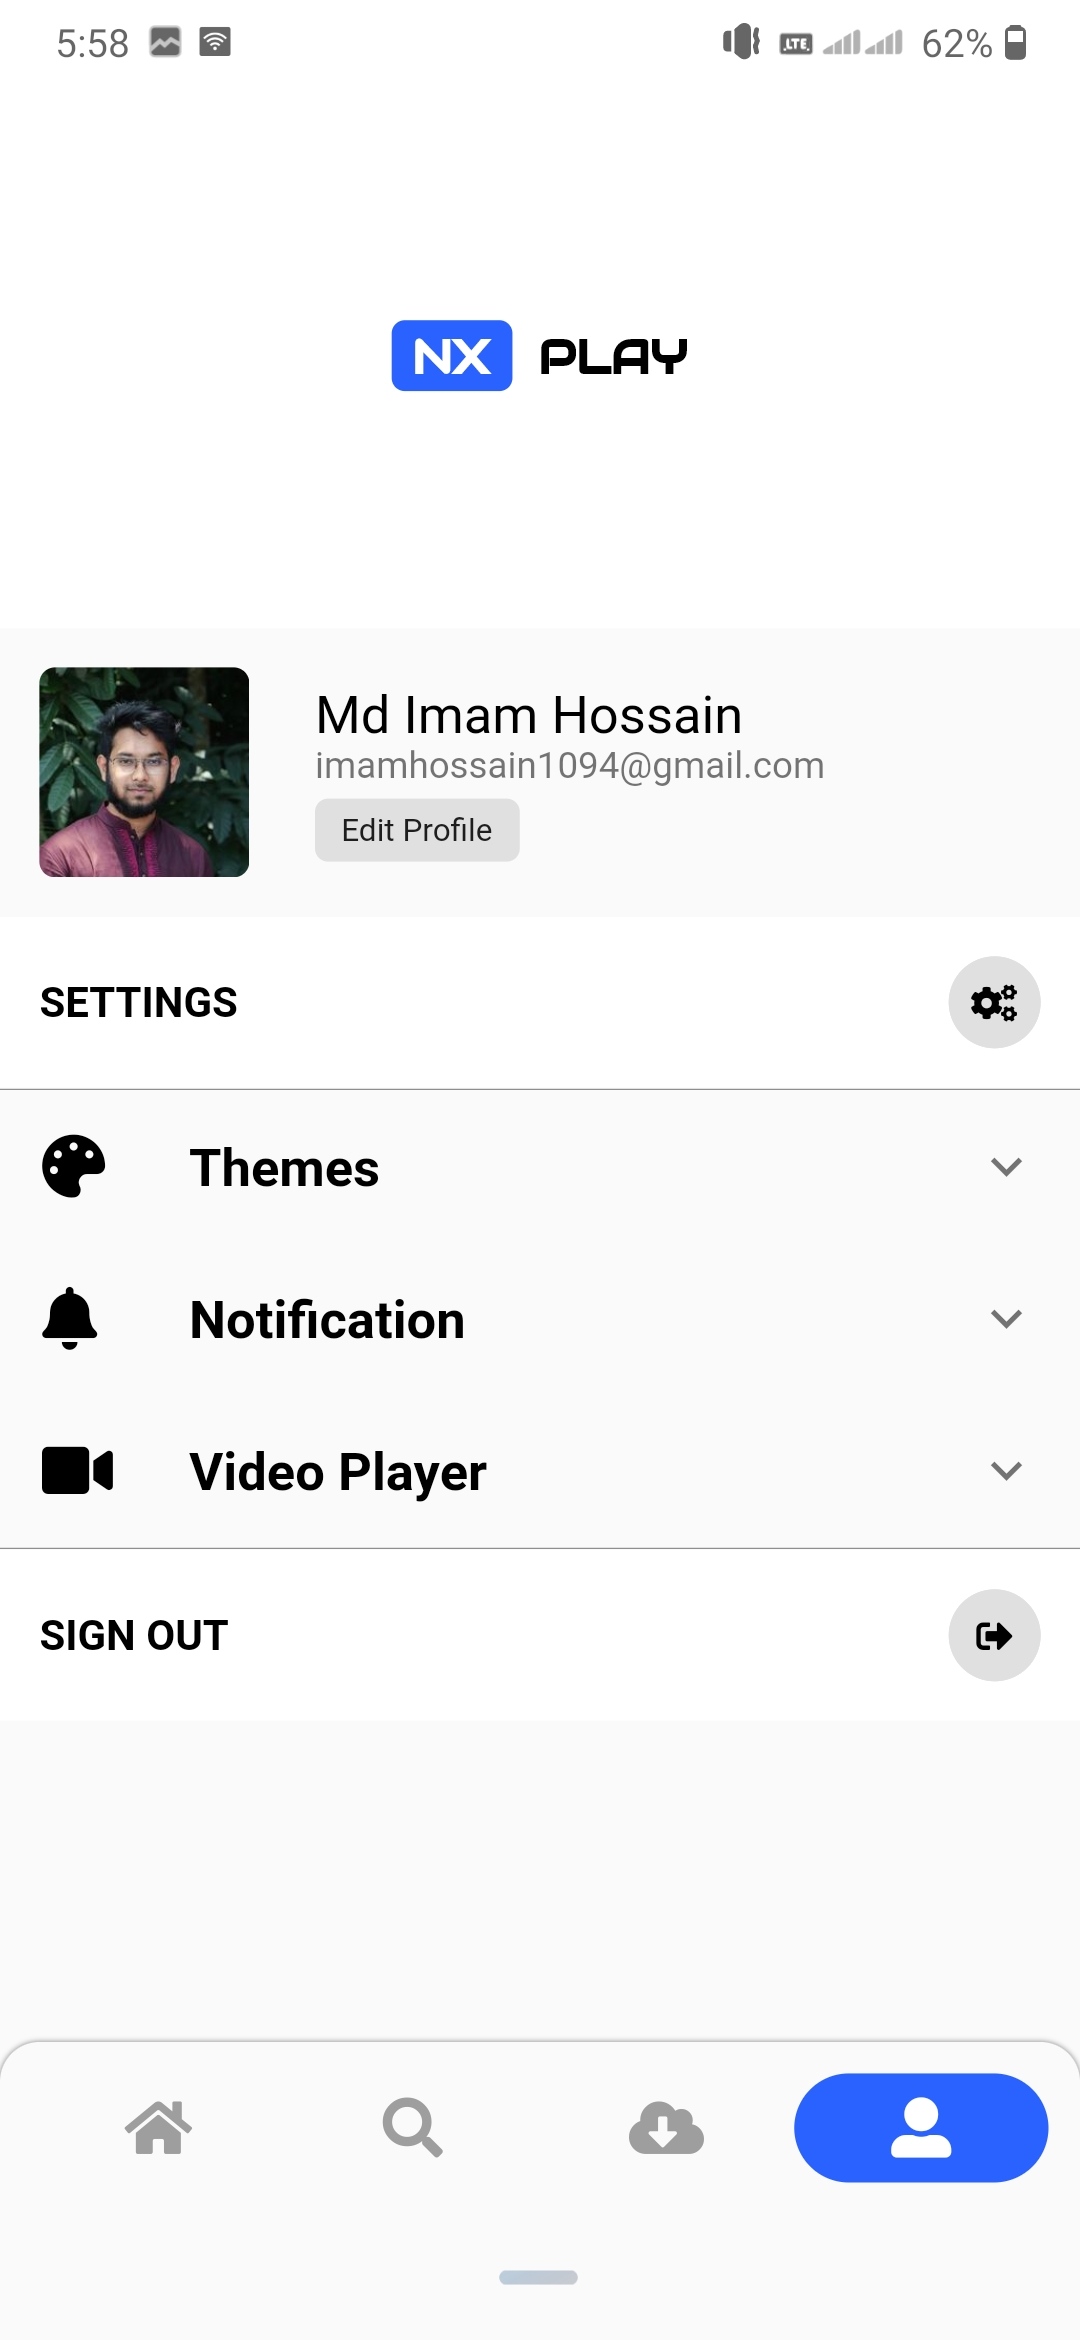 5:58
LTE 62%
NX PLAY
Md Imam Hossain
imamhossain1094@gmail.com
Edit Profile
SETTINGS
Themes
Notification
Video Player
SIGN OUT